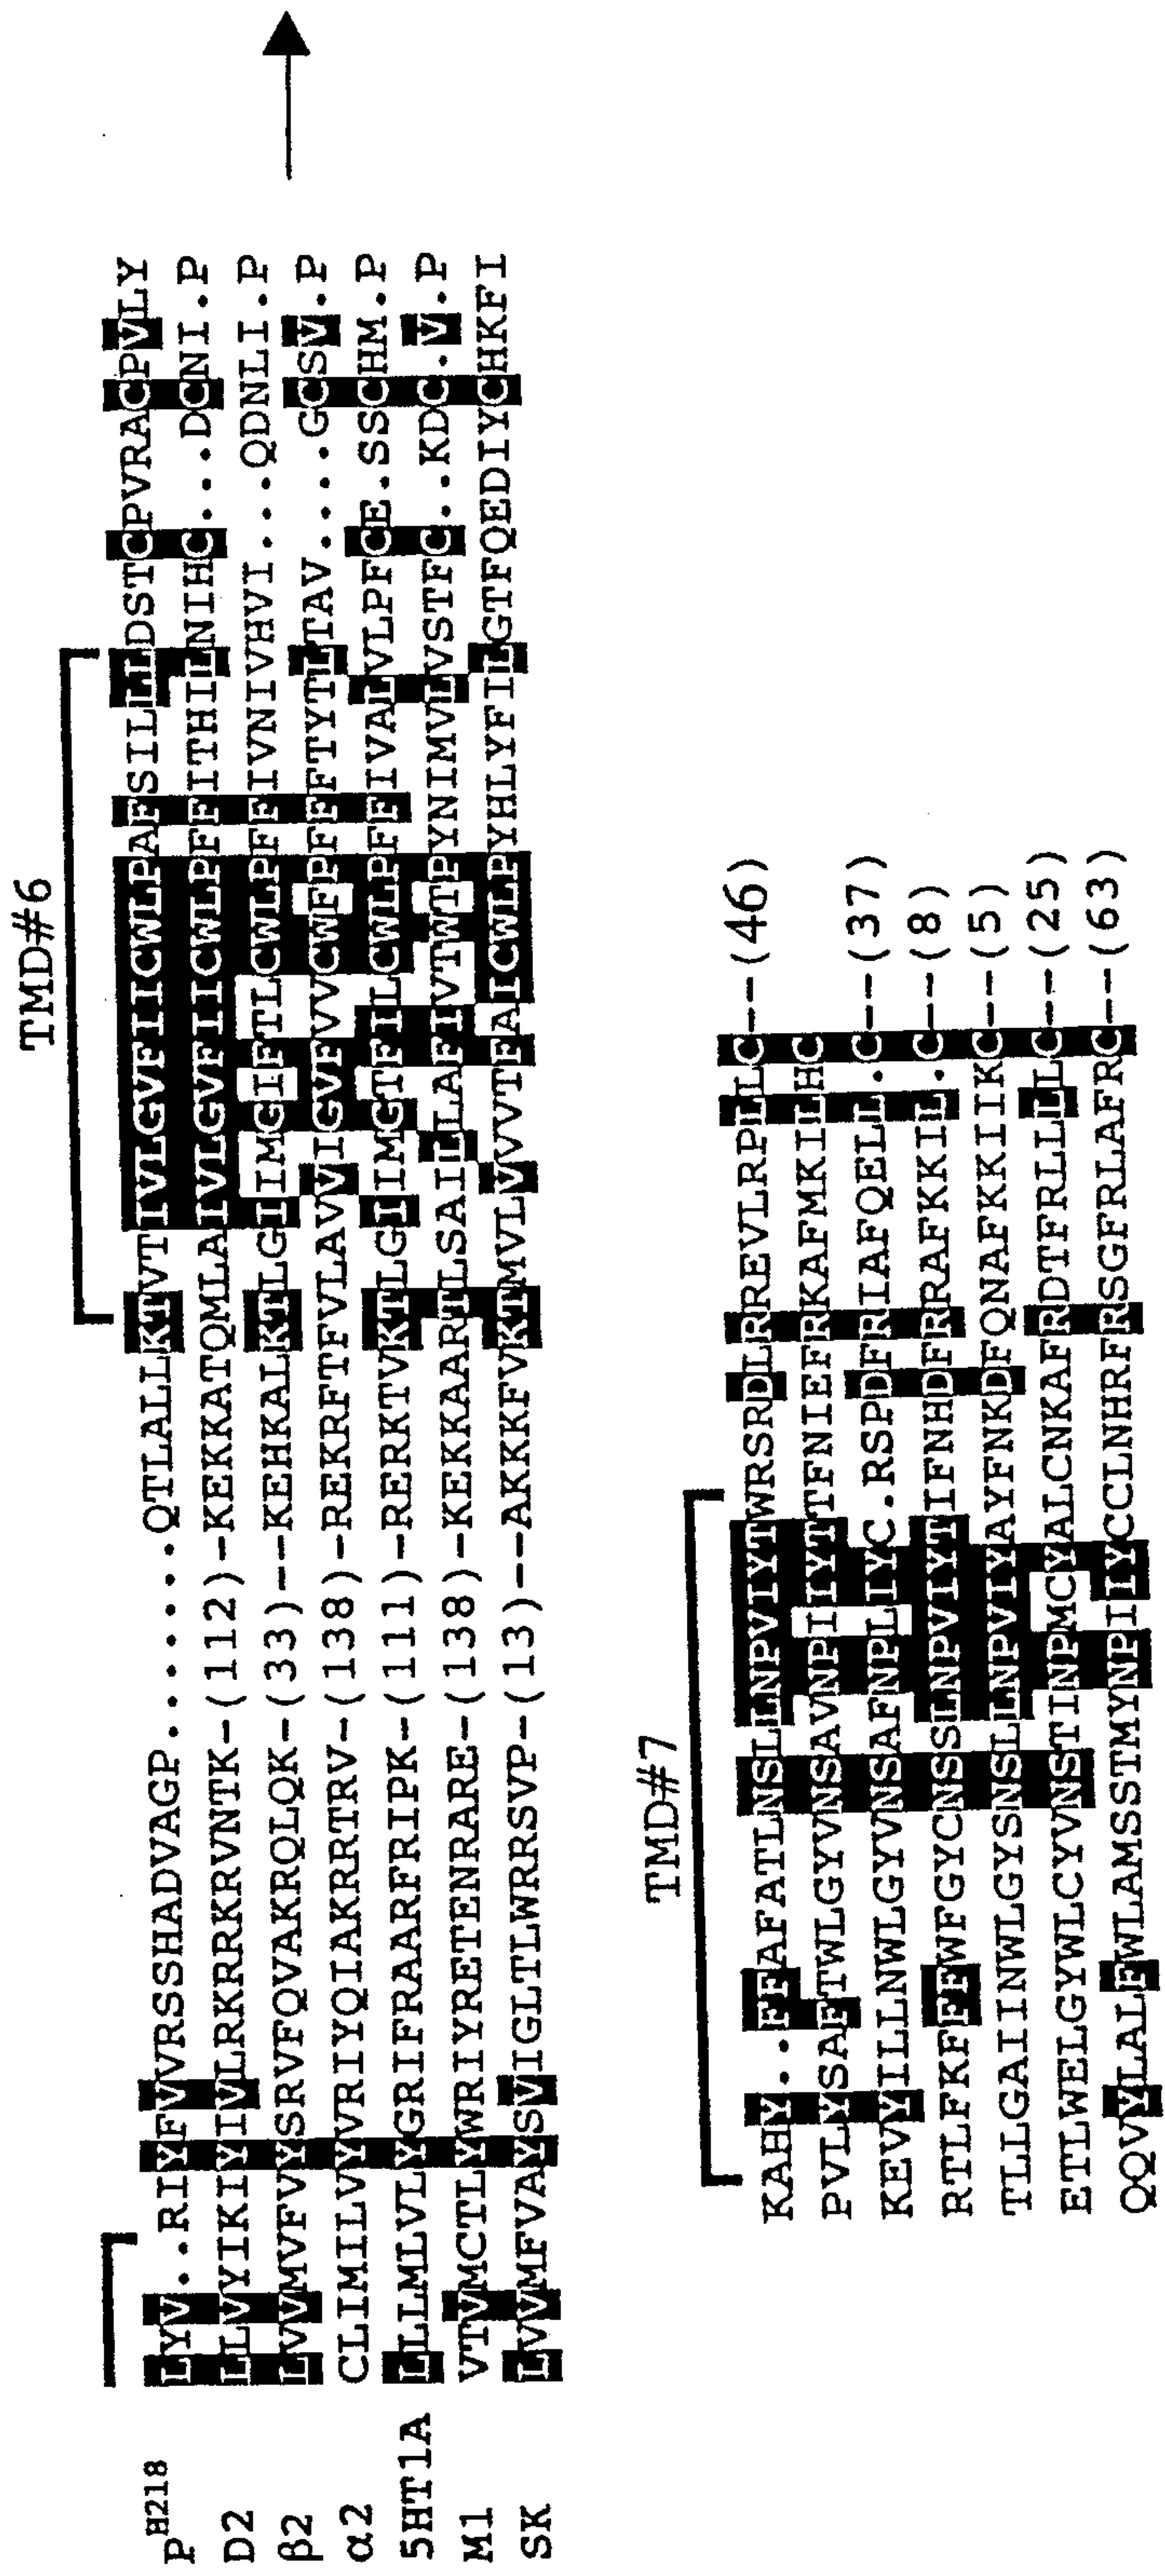 TMD#6
P^H218 LYV..RIYFVVRSSHADVAGP.......QTLALLKTVTIVLGVFIICWLPAFSILLLDSTCPVRACPVLY
D2 LLVYIKIYIVLRKRRKRVNTK-(112)-KEKKATQMLAIVLGVFIICWLPFFITHILNIHC...DCNI.P
β2 LVVMVFVYSRVFQVAKRQLQK-(33)--KEHKALKTLGIIMGIFTLCWLPFFIVNIVHVI....QDNLI.P
α2 CLIMILVYVRIYQIAKRRTRV-(138)-REKRFTFVLAVVIGVFVVCWFPFFFTYTLTAV....GCSV.P
5HT1A LLLMLVLYGRIFRAARFRIPK-(111)-RERKTVKTLGIIMGTFILCWLPFFIVALVLPFCE.SSCHM.P
M1 VTVMCTLYWRIYRETENRARE-(138)-KEKKAARTLSAILLAFIVTWTPYNIMVLVSTFC...KDC.V.P
SK LVVMFVAYSVIGLTLWRRSVP-(13)--AKKKFVKTMVLVVVTFAICWLPYHLYFILGTFQEDIYCHKFI
TMD#7
KAHY..FFAFATLNSLLNPVIYTWRSRDLRREVLRPLLC--(46)
PVLYSAFTWLGYVNSAVNPIIYTTFNIEFRKAFMKILHC
KEVYILLNWLGYVNSAFNPLIYC.RSPDFRIAFQELL.C--(37)
RTLFKFFFWFGYCNSSLNPVIYTIFNHDFRRAFKKIL.C--(8)
TLLGAIINWLGYSNSLLNPVIYAYFNKDFQNAFKKIIKC--(5)
ETLWELGYWLCYVNSTINPMCYALCNKAFRDTFRLLLLC--(25)
QQVYLALFWLAMSSTMYNPIIYCCLNHRFRSGFRLAFRC--(63)